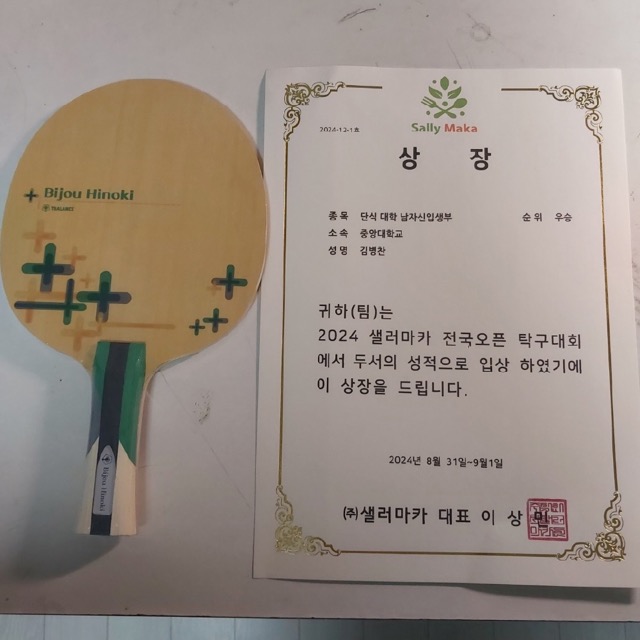 Bijou Hinoki
TMALANCE
Bijou Hinoki
Sally Maka
2024-12-1호
상 장
종 목 단식 대학 남자신입생부 순 위 우승
소 속 중앙대학교
성 명 김병찬
귀하(팀)는
2024 샐러마카 전국오픈 탁구대회
에서 두서의 성적으로 입상 하였기에
이 상장을 드립니다.
2024년 8월 31일~9월1일
(주)샐러마카 대표 이 상 민